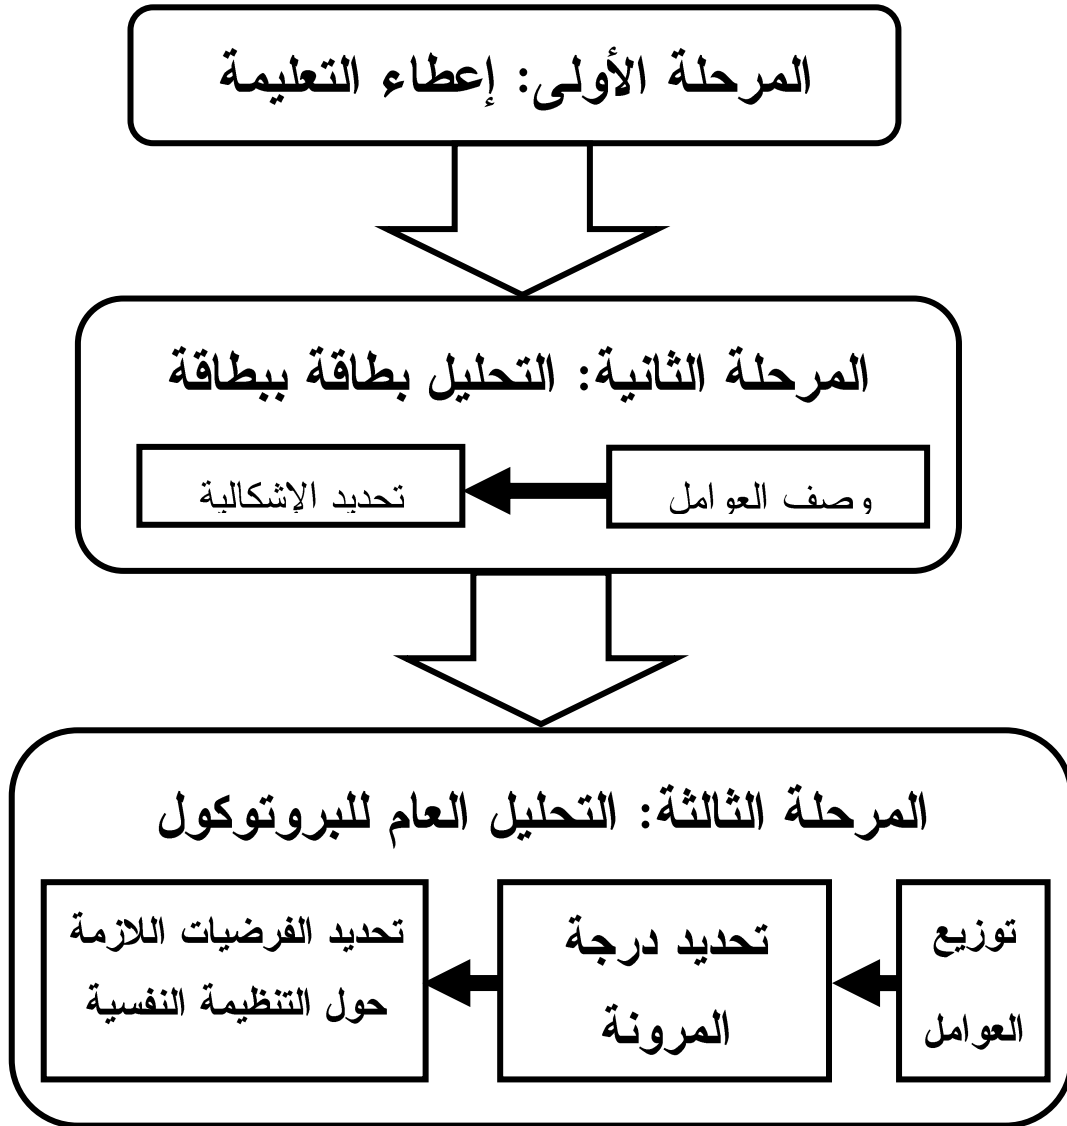 المرحلة الأولى: إعطاء التعليمة
المرحلة الثانية: التحليل بطاقة ببطاقة
وصف العوامل
تحديد الإشكالية
المرحلة الثالثة: التحليل العام للبروتوكول
توزيع
العوامل
تحديد درجة
المرونة
تحديد الفرضيات اللازمة
حول التنظيمة النفسية